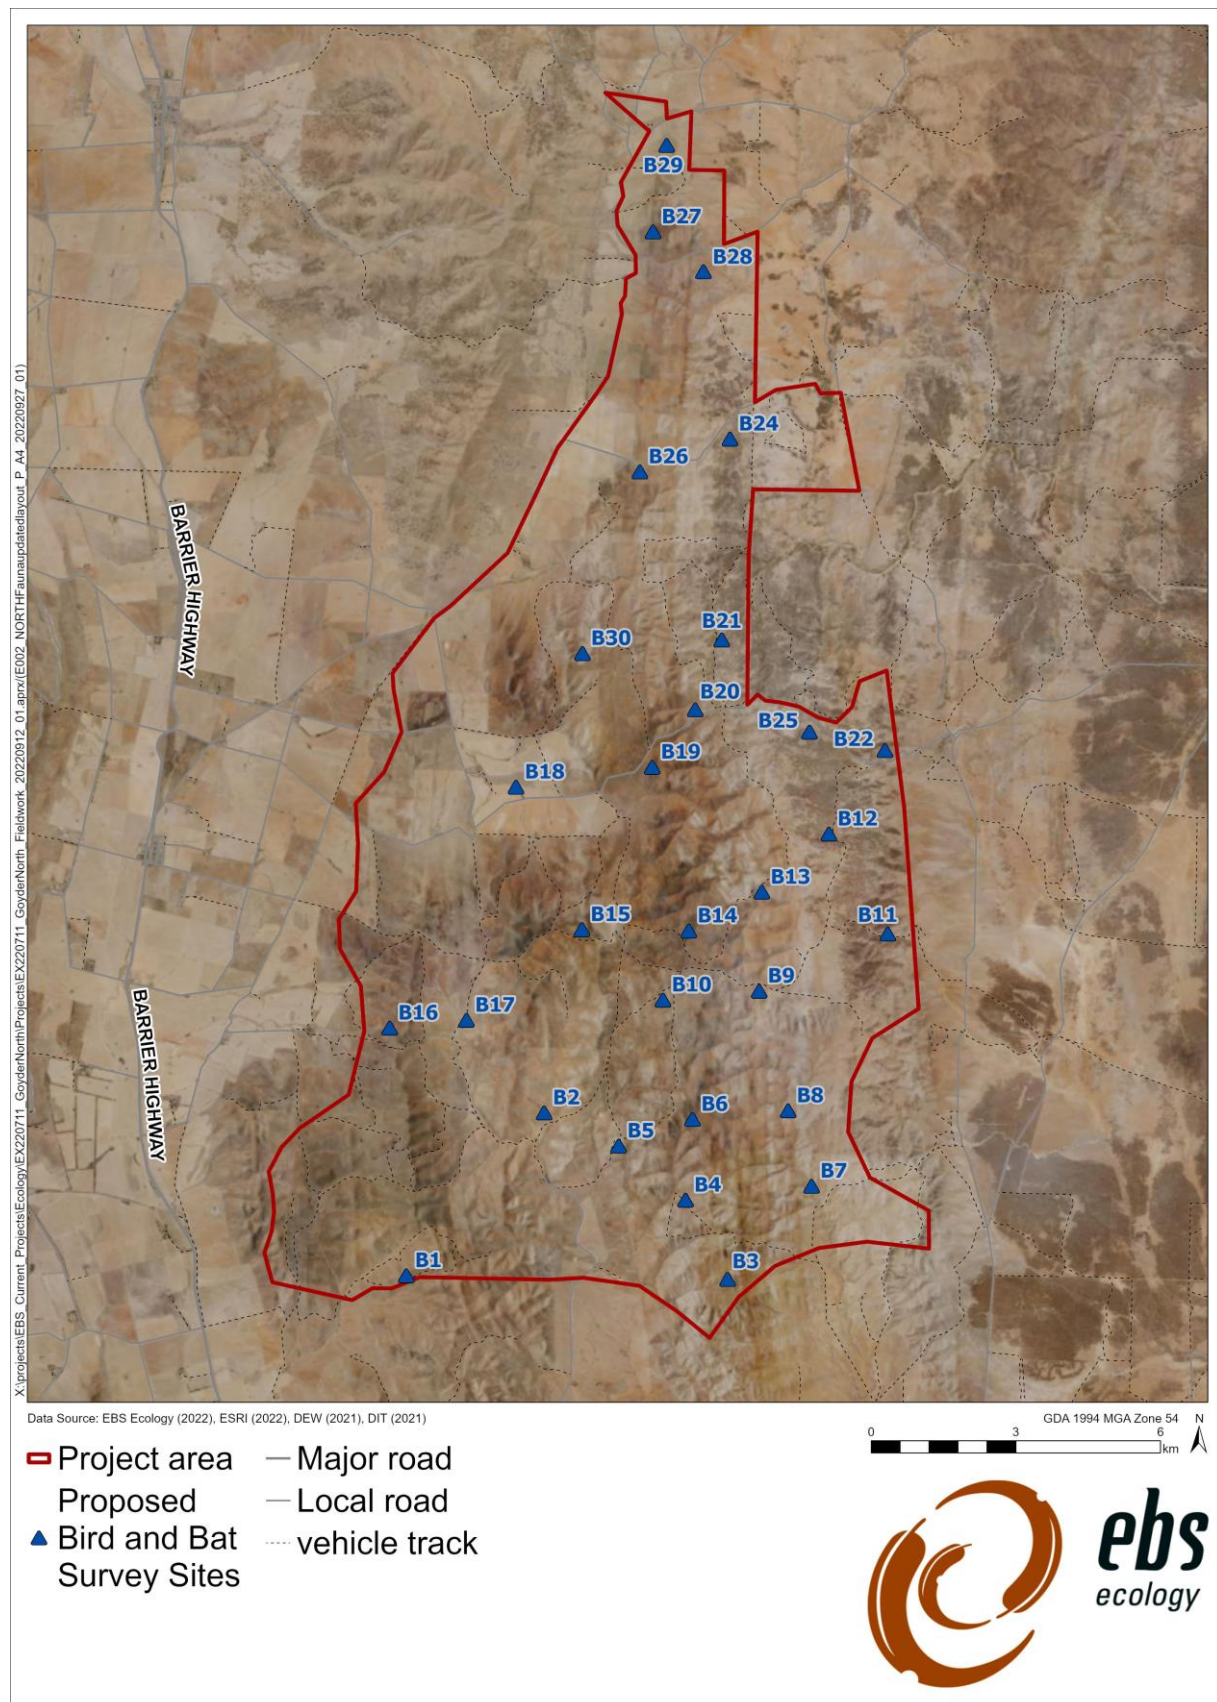 B29
B27
B28
B24
B26
BARRIER HIGHWAY
B21
B30
B20
B25
B22
B19
B18
B12
B13
B15
B14
B11
B10
B9
B17
B16
BARRIER HIGHWAY
B2
B6
B8
B5
B7
B4
B1
B3
X:\projects\EBS_Current_Projects\Ecology\EX220711_GoyderNorth\Projects\EX220711_GoyderNorth_Fieldwork_20220912_01.aprx/(E002_NORTHFaunaupdatedlayout_P_A4_20220927_01)
Data Source: EBS Ecology (2022), ESRI (2022), DEW (2021), DIT (2021)
GDA 1994 MGA Zone 54
N
0 3 6
km
Project area
Proposed
Bird and Bat
Survey Sites
Major road
Local road
vehicle track
ebs
ecology